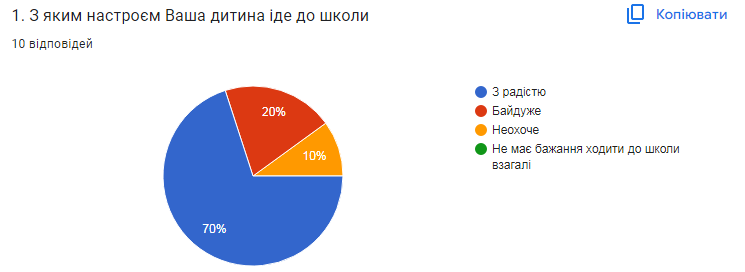 1. З яким настроєм Ваша дитина іде до школи
Копіювати
10 відповідей
З радістю
Байдуже
Неохоче
Не має бажання ходити до школи
взагалі
20%
10%
70%